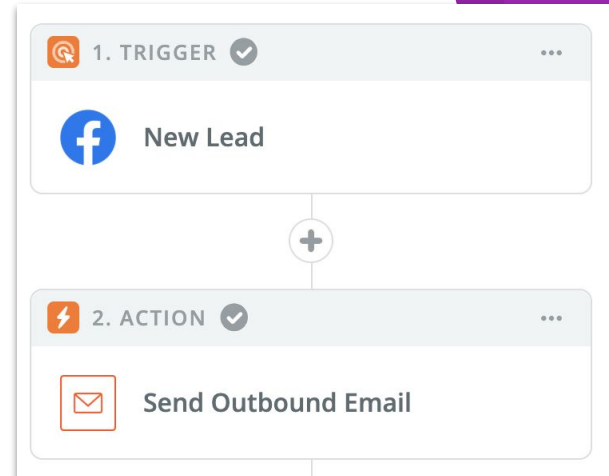 1. TRIGGER
New Lead
2. ACTION
Send Outbound Email